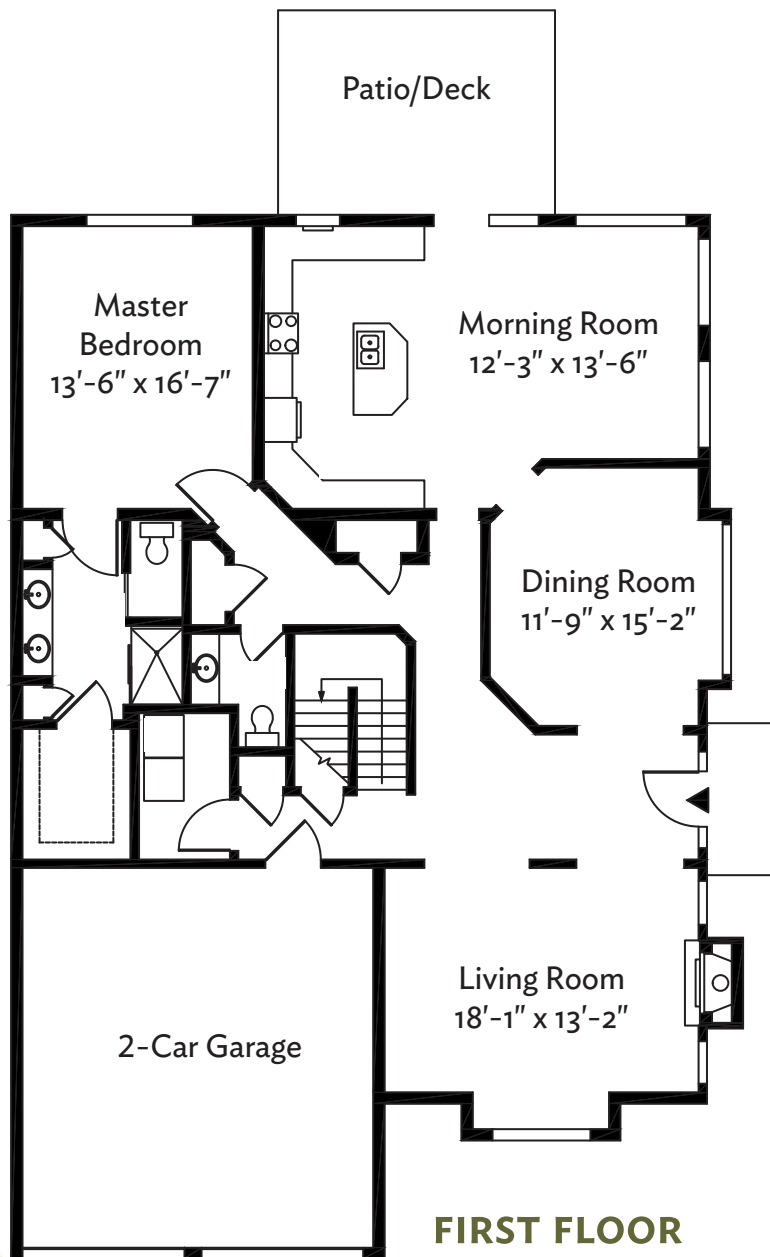 Patio/Deck
Master
Bedroom
13'-6" x 16'-7"
Morning Room
12'-3" x 13'-6"
Dining Room
11'-9" x 15'-2"
Living Room
18'-1" x 13'-2"
2-Car Garage
FIRST FLOOR